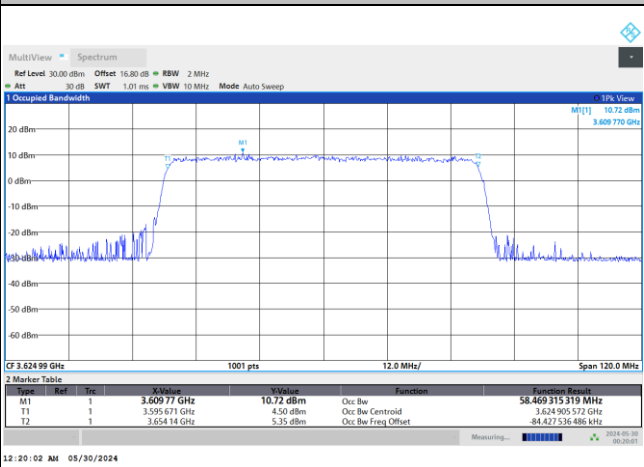 MultiView Spectrum
Ref Level 30.00 dBm Offset 16.80 dB RBW 2 MHz
Att 30 dB SWT 1.01 ms VBW 10 MHz Mode Auto Sweep
1 Occupied Bandwidth 1Pk View
M1[1] 10.72 dBm
3.609 770 GHz
20 dBm
M1
10 dBm
T1 T2
0 dBm
-10 dBm
-20 dBm
-30 dBm
-40 dBm
-50 dBm
-60 dBm
CF 3.624 99 GHz 1001 pts 12.0 MHz/ Span 120.0 MHz
2 Marker Table
Type Ref Trc X-Value Y-Value Function Function Result
M1 1 3.609 77 GHz 10.72 dBm Occ Bw 58.469 315 319 MHz
T1 1 3.595 671 GHz 4.50 dBm Occ Bw Centroid 3.624 905 572 GHz
T2 1 3.654 14 GHz 5.35 dBm Occ Bw Freq Offset -84.427 536 486 kHz
Measuring... 2024-05-30
00:20:01
12:20:02 AM 05/30/2024